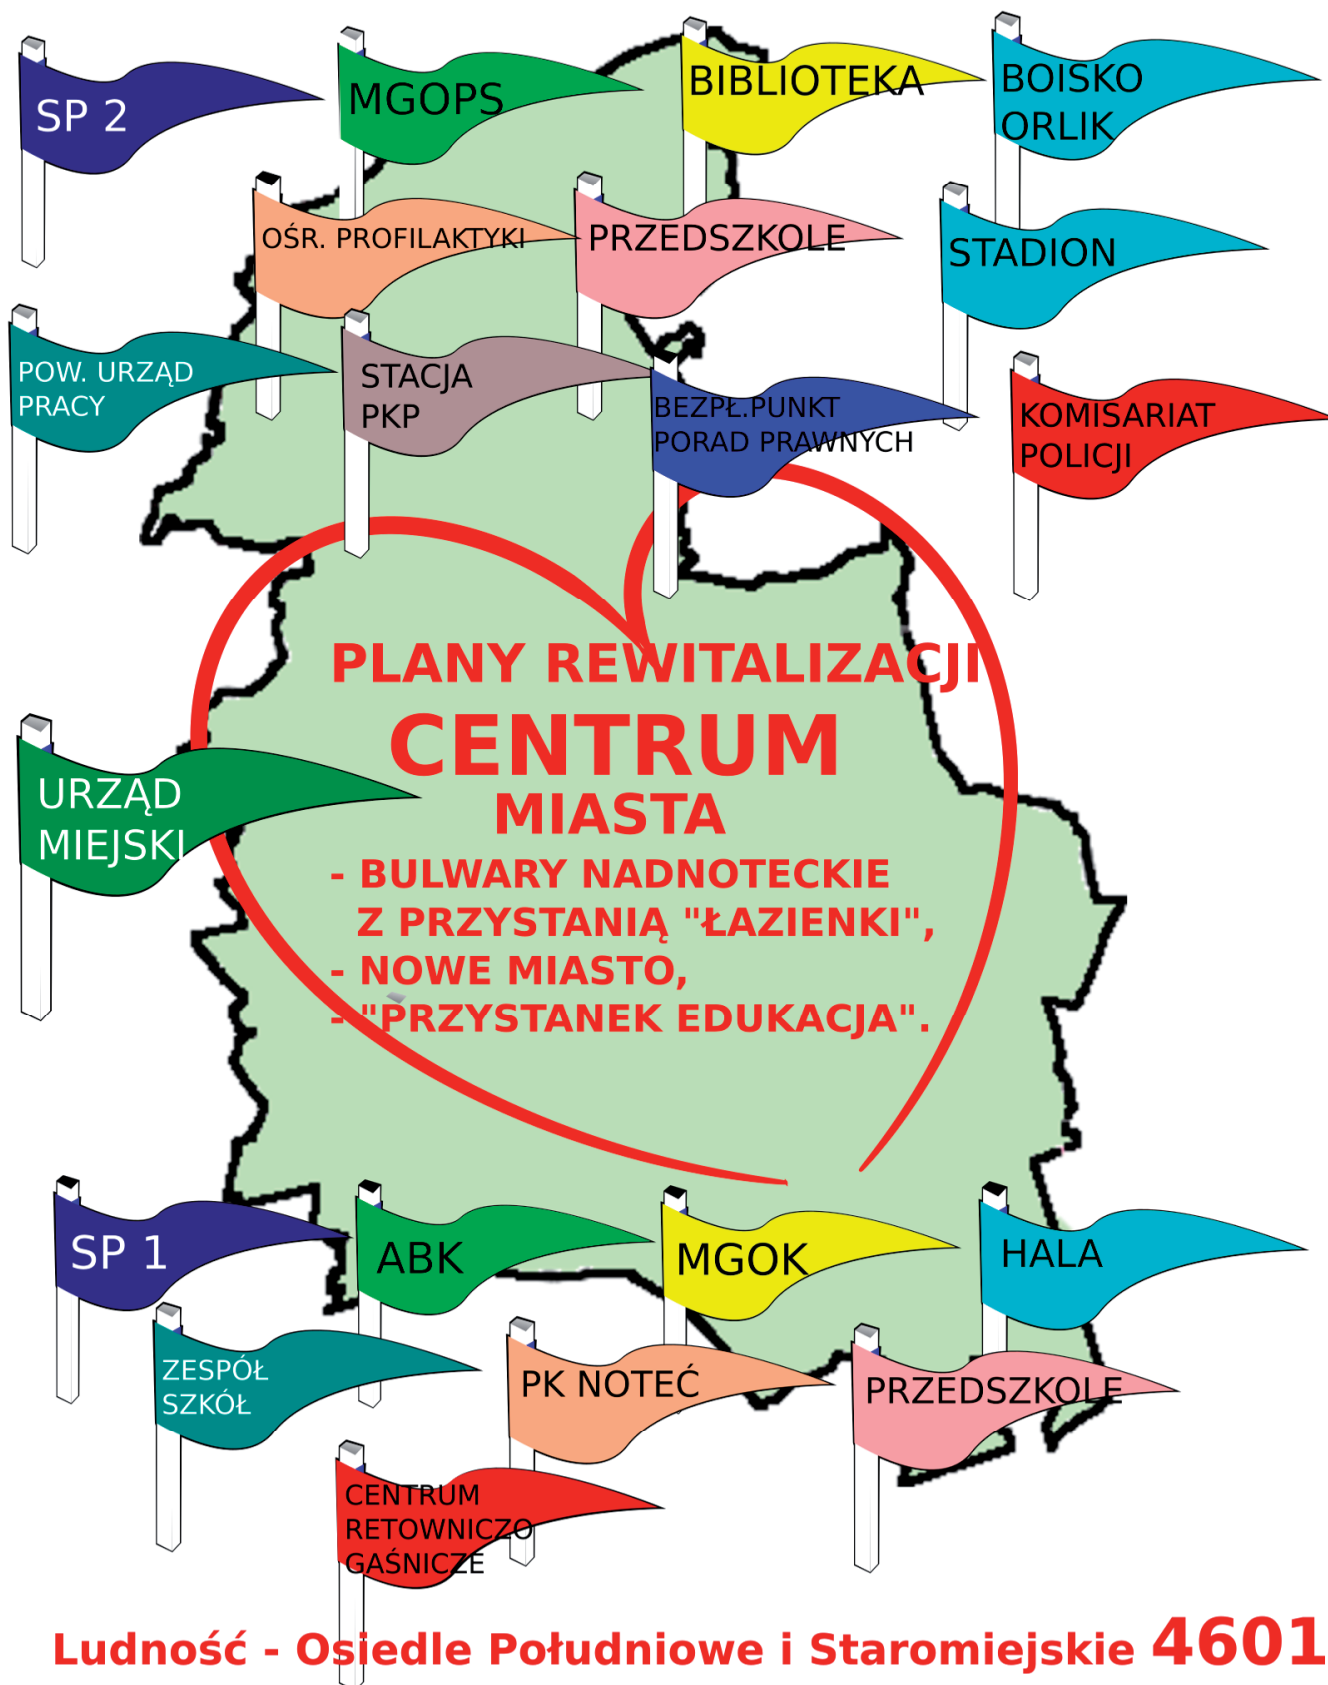 SP 2
MGOPS
BIBLIOTEKA
BOISKO
ORLIK
OŚR. PROFILAKTYKI
PRZEDSZKOLE
STADION
POW. URZĄD
PRACY
STACJA
PKP
BEZPŁ.PUNKT
PORAD PRAWNYCH
KOMISARIAT
POLICJI
PLANY REWITALIZACJI
CENTRUM
MIASTA
- BULWARY NADNOTECKIE
Z PRZYSTANIĄ "ŁAZIENKI",
- NOWE MIASTO,
- "PRZYSTANEK EDUKACJA".
URZĄD
MIEJSKI
SP 1
ABK
MGOK
HALA
ZESPÓŁ
SZKÓŁ
PK NOTEĆ
PRZEDSZKOLE
CENTRUM
RETOWNICZO
GAŚNICZE
Ludność - Osiedle Południowe i Staromiejskie 4601